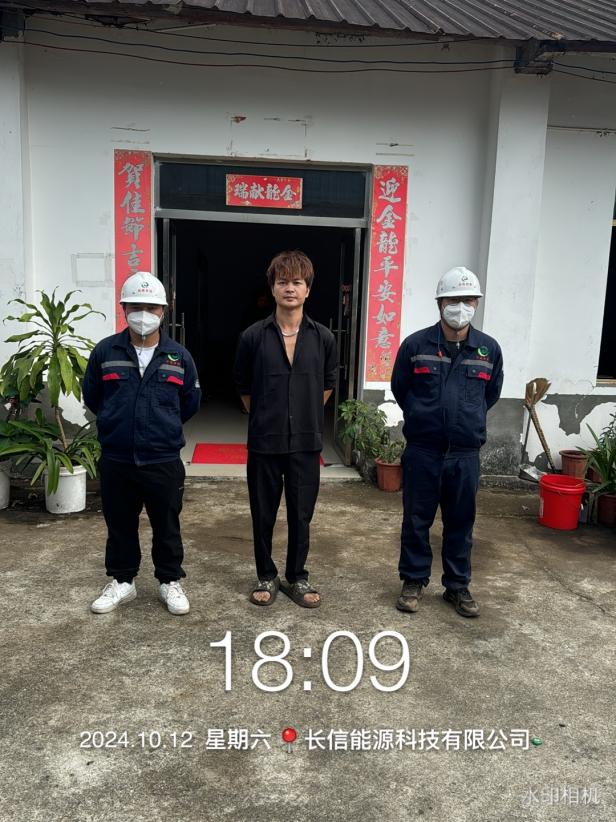 金龍献瑞
迎金龍平安如意
賀佳節吉
18:09
2024.10.12 星期六 长信能源科技有限公司
水印相机